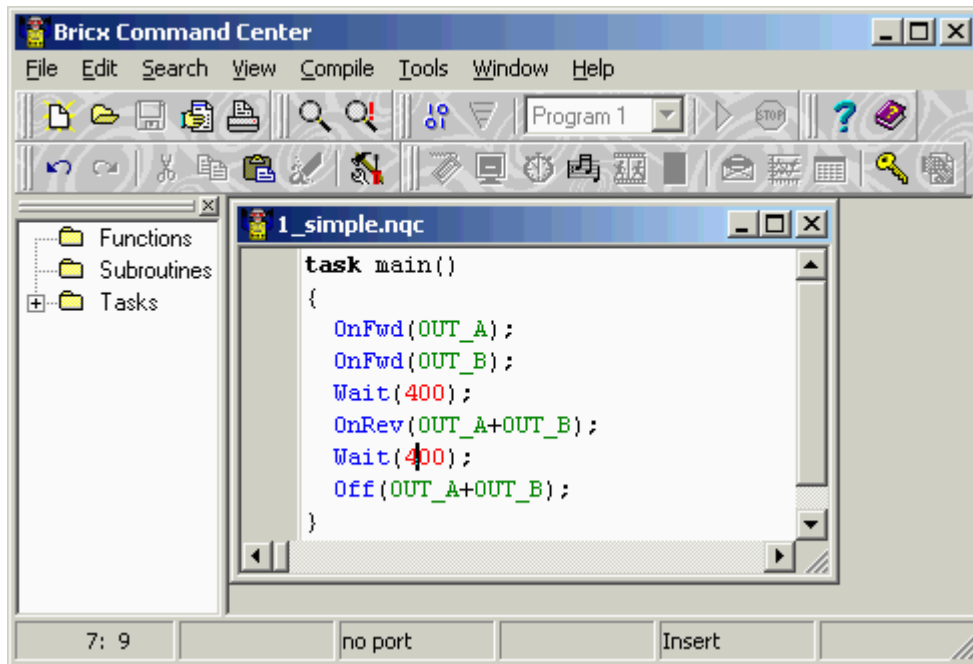 Bricx Command Center
File Edit Search View Compile Tools Window Help
Program 1
STOP
Functions
Subroutines
Tasks
1_simple.nqc
task main()
{
OnFwd(OUT_A);
OnFwd(OUT_B);
Wait(400);
OnRev(OUT_A+OUT_B);
Wait(400);
Off(OUT_A+OUT_B);
}
7: 9
no port
Insert